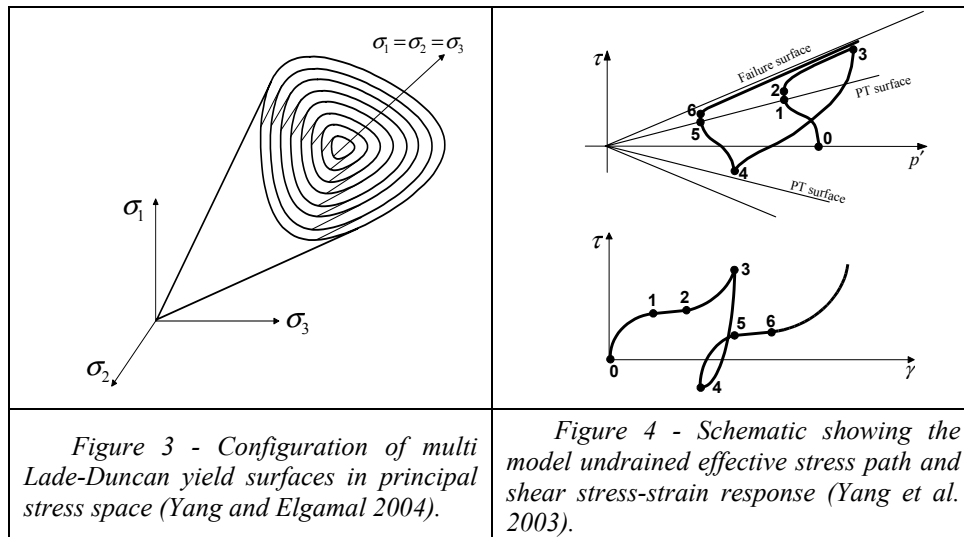 σ₁ = σ₂ = σ₃
σ₁
σ₃
σ₂
Figure 3 - Configuration of multi
Lade-Duncan yield surfaces in principal
stress space (Yang and Elgamal 2004).
τ
Failure surface
3
PT surface
2
1
6
5
0
4
p'
PT surface
τ
3
1
2
5
6
0
4
γ
Figure 4 - Schematic showing the
model undrained effective stress path and
shear stress-strain response (Yang et al.
2003).